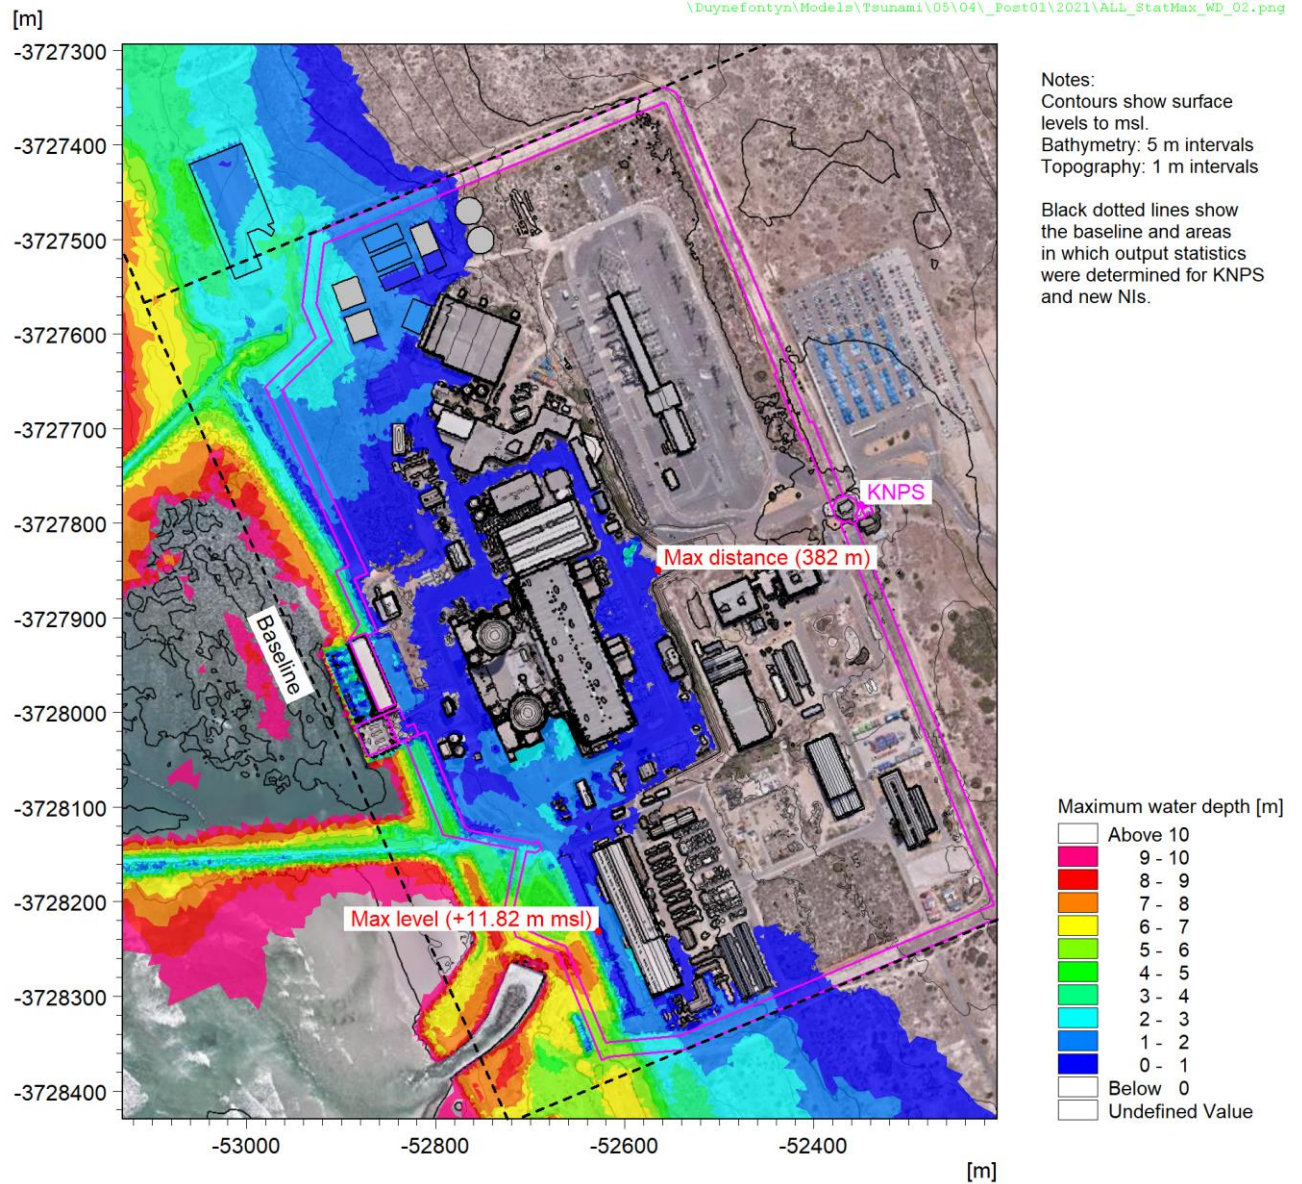 \Duynefontyn\Models\Tsunami\05\04\_Post01\2021\ALL_StatMax_WD_02.png
[m]
-3727300
-3727400
-3727500
-3727600
-3727700
-3727800
-3727900
-3728000
-3728100
-3728200
-3728300
-3728400
KNPS
Max distance (382 m)
Baseline
Max level (+11.82 m msl)
-53000
-52800
-52600
-52400
[m]
Notes:
Contours show surface
levels to msl.
Bathymetry: 5 m intervals
Topography: 1 m intervals
Black dotted lines show
the baseline and areas
in which output statistics
were determined for KNPS
and new NIs.
Maximum water depth [m]
Above 10
9 - 10
8 - 9
7 - 8
6 - 7
5 - 6
4 - 5
3 - 4
2 - 3
1 - 2
0 - 1
Below 0
Undefined Value